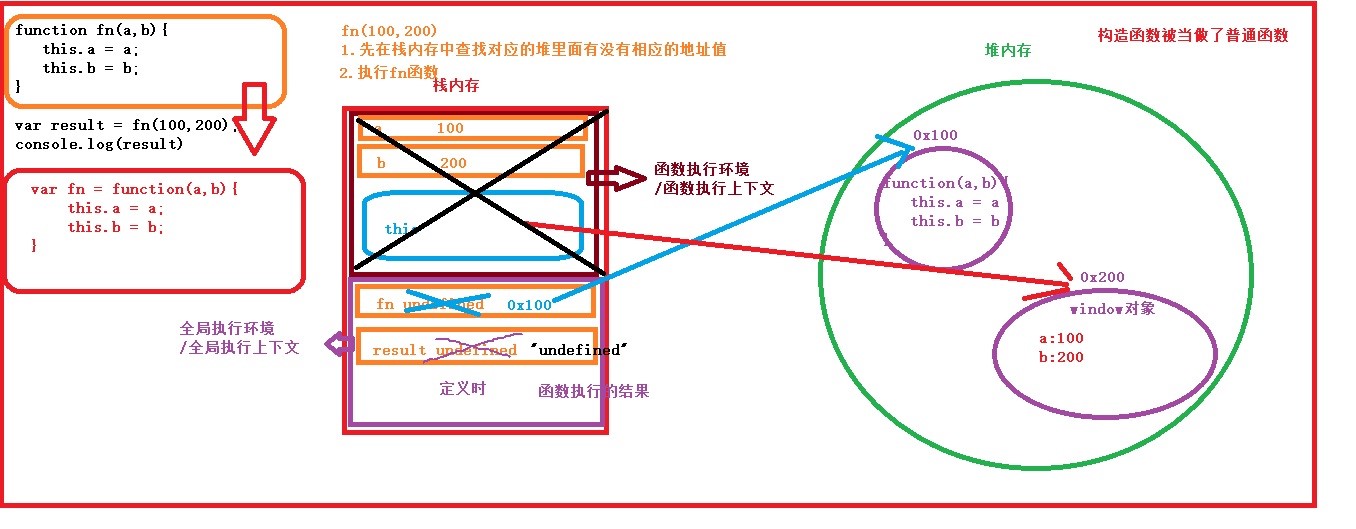 function fn(a,b){
this.a = a;
this.b = b;
}
var result = fn(100,200);
console.log(result)
var fn = function(a,b){
this.a = a;
this.b = b;
}
fn(100,200)
1.先在栈内存中查找对应的堆里面有没有相应的地址值
2.执行fn函数
栈内存
100
b 200
函数执行环境
/函数执行上下文
fn undefined 0x100
result undefined "undefined"
定义时 函数执行的结果
全局执行环境
/全局执行上下文
构造函数被当做了普通函数
堆内存
0x100
function(a,b){
this.a = a
this.b = b
0x200
window对象
a:100
b:200